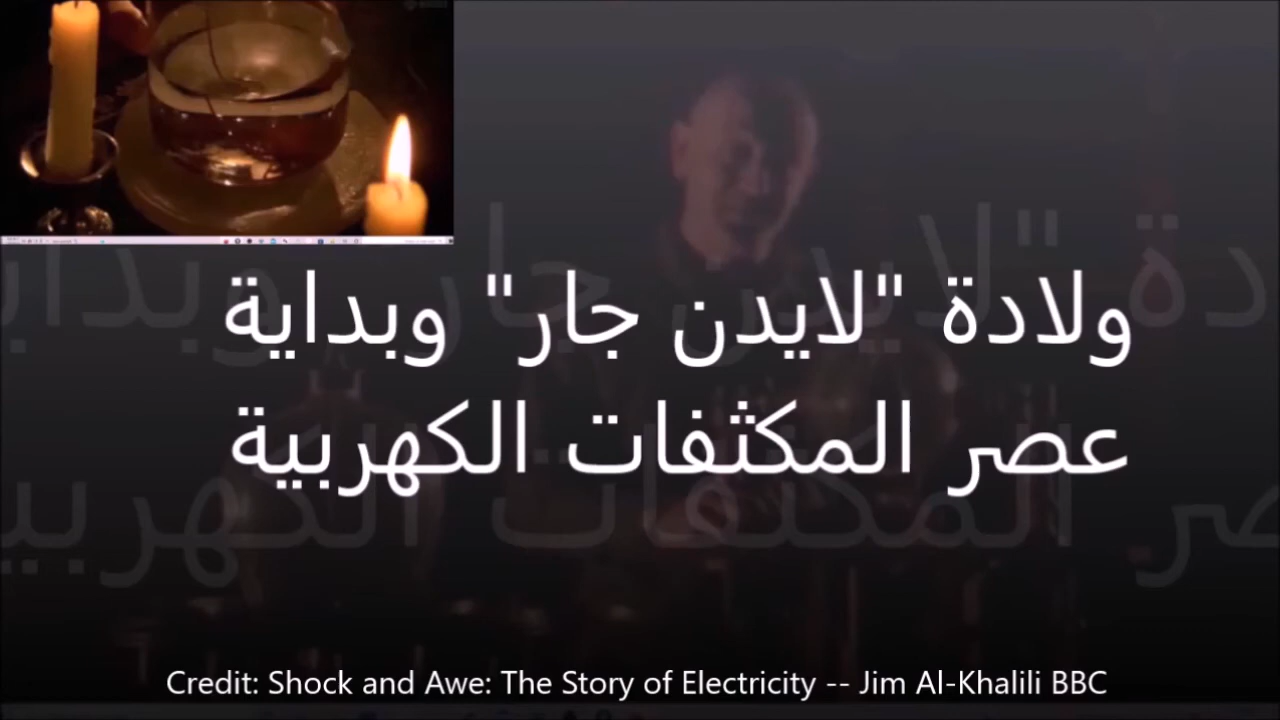 ولادة "لايدن جار" وبداية
عصر المكثفات الكهربية
Credit: Shock and Awe: The Story of Electricity -- Jim Al-Khalili BBC